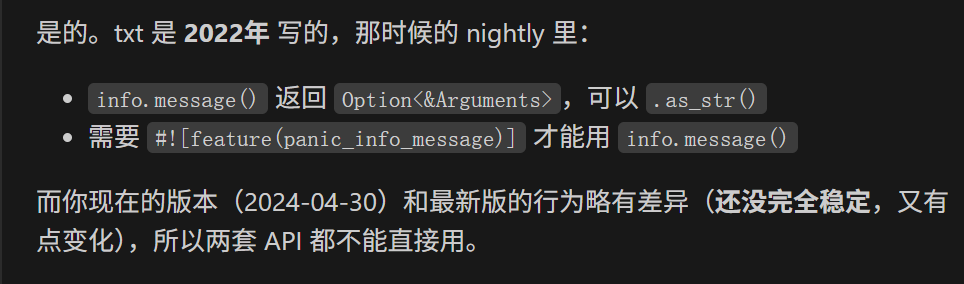 是的。txt 是 2022年 写的，那时候的 nightly 里：
info.message() 返回 Option<&Arguments>，可以 .as_str()
需要 #![feature(panic_info_message)] 才能用 info.message()
而你现在的版本（2024-04-30）和最新版的行为略有差异（还没完全稳定，又有
点变化），所以两套 API 都不能直接用。